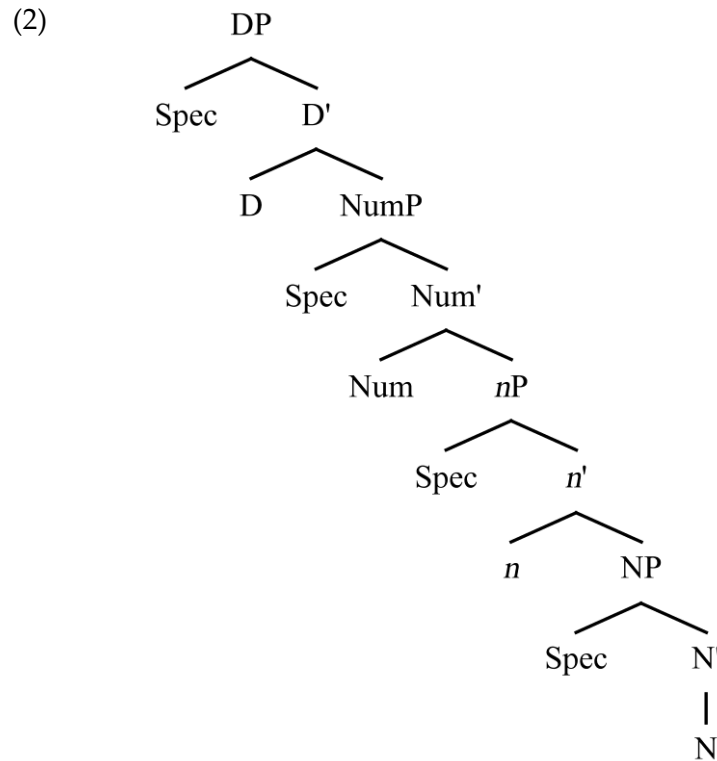 (2)
DP
Spec D'
D NumP
Spec Num'
Num nP
Spec n'
n NP
Spec N'
N